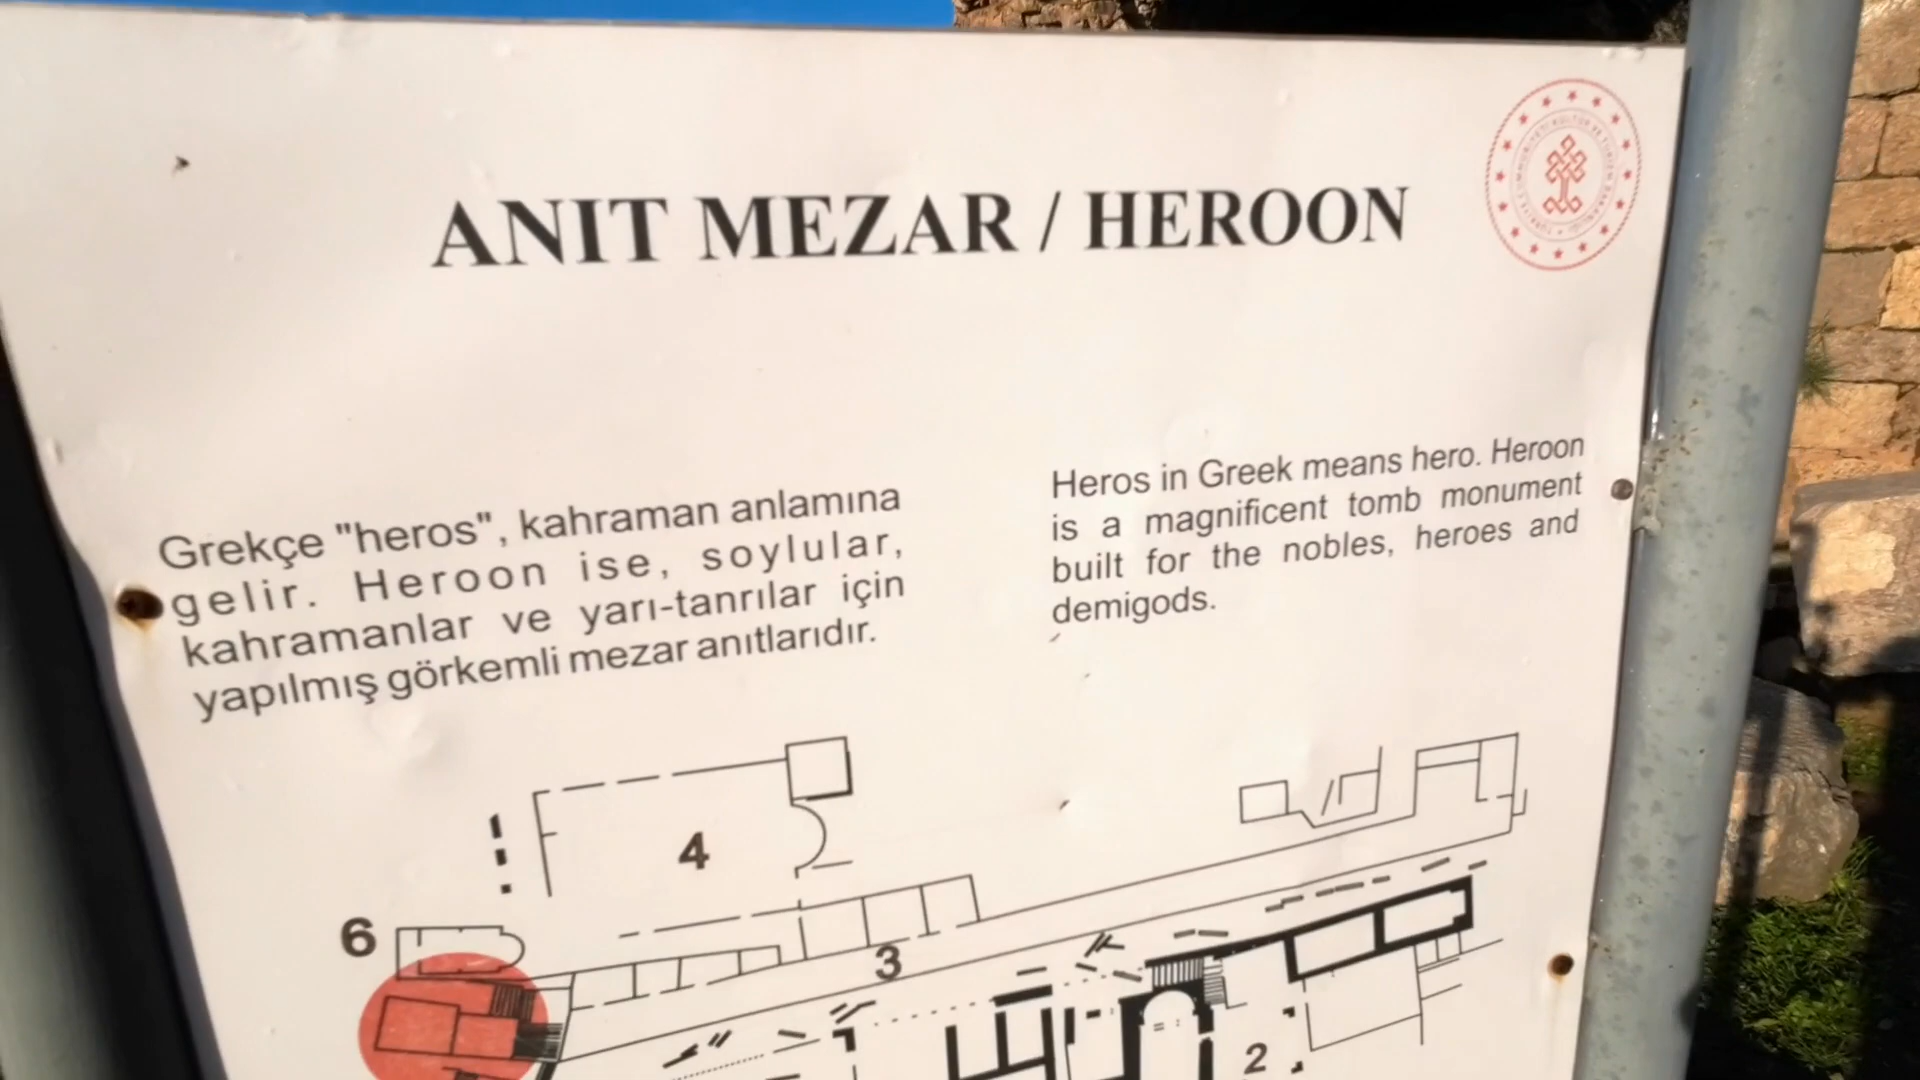 ANIT MEZAR / HEROON
Grekçe "heros", kahraman anlamına
gelir. Heroon ise, soylular,
kahramanlar ve yarı-tanrılar için
yapılmış görkemli mezar anıtlarıdır.
Heros in Greek means hero. Heroon
is a magnificent tomb monument
built for the nobles, heroes and
demigods.
4
6
3
2